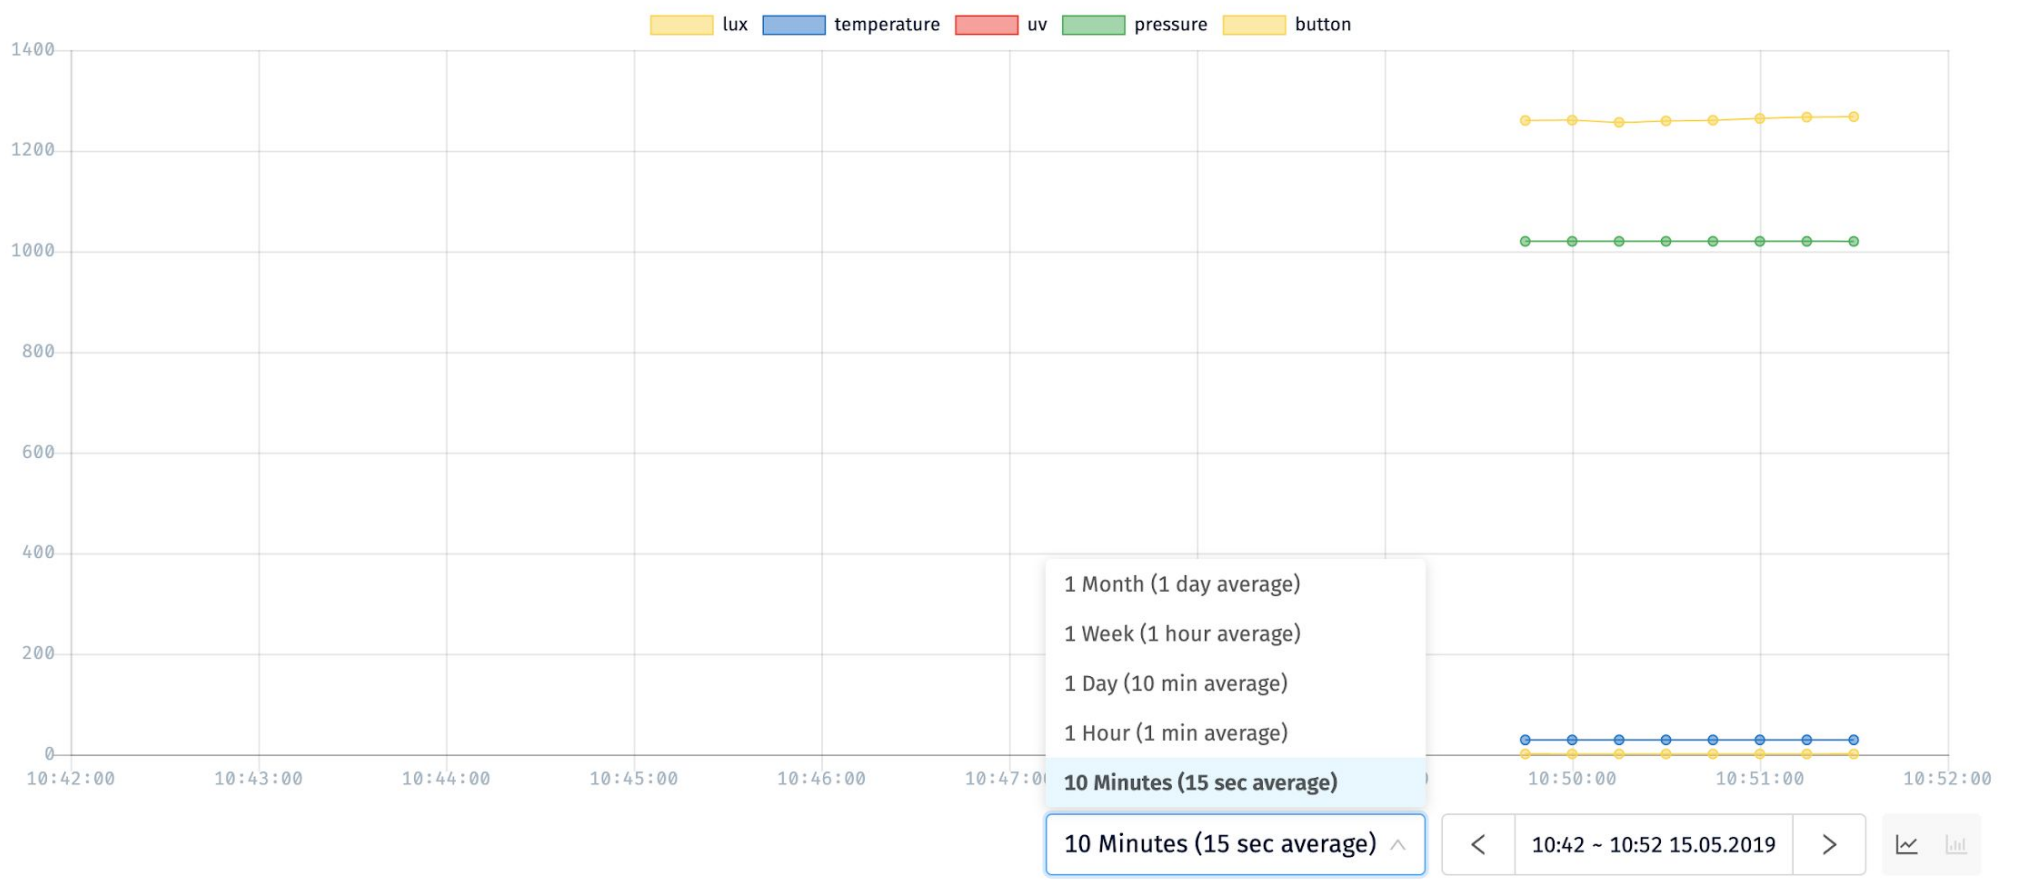 lux temperature uv pressure button
1400
1200
1000
800
600
400
200
0
1 Month (1 day average)
1 Week (1 hour average)
1 Day (10 min average)
1 Hour (1 min average)
10 Minutes (15 sec average)
10:42:00 10:43:00 10:44:00 10:45:00 10:46:00 10:47:0 10:50:00 10:51:00 10:52:00
10 Minutes (15 sec average) 10:42 ~ 10:52 15.05.2019